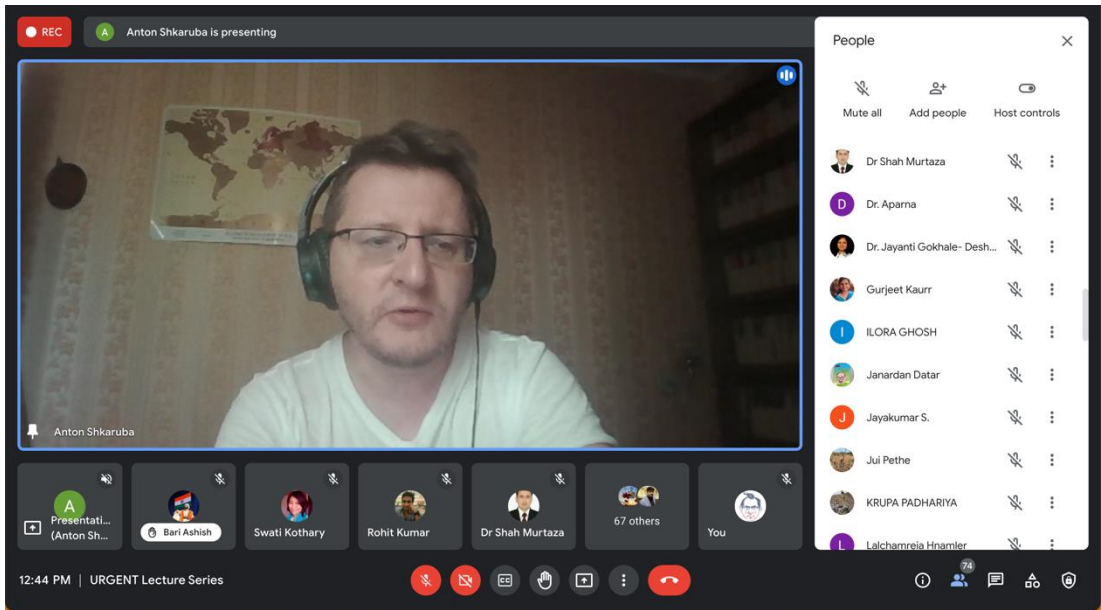 REC
A
Anton Shkaruba is presenting
Anton Shkaruba
A
Presentati...
(Anton Sh...
Bari Ashish
Swati Kothary
Rohit Kumar
Dr Shah Murtaza
67 others
You
12:44 PM | URGENT Lecture Series
CC
74
People
Mute all
Add people
Host controls
Dr Shah Murtaza
D
Dr. Aparna
Dr. Jayanti Gokhale- Desh...
Gurjeet Kaurr
I
ILORA GHOSH
Janardan Datar
J
Jayakumar S.
Jui Pethe
KRUPA PADHARIYA
L
Lalchamreia Hnamler